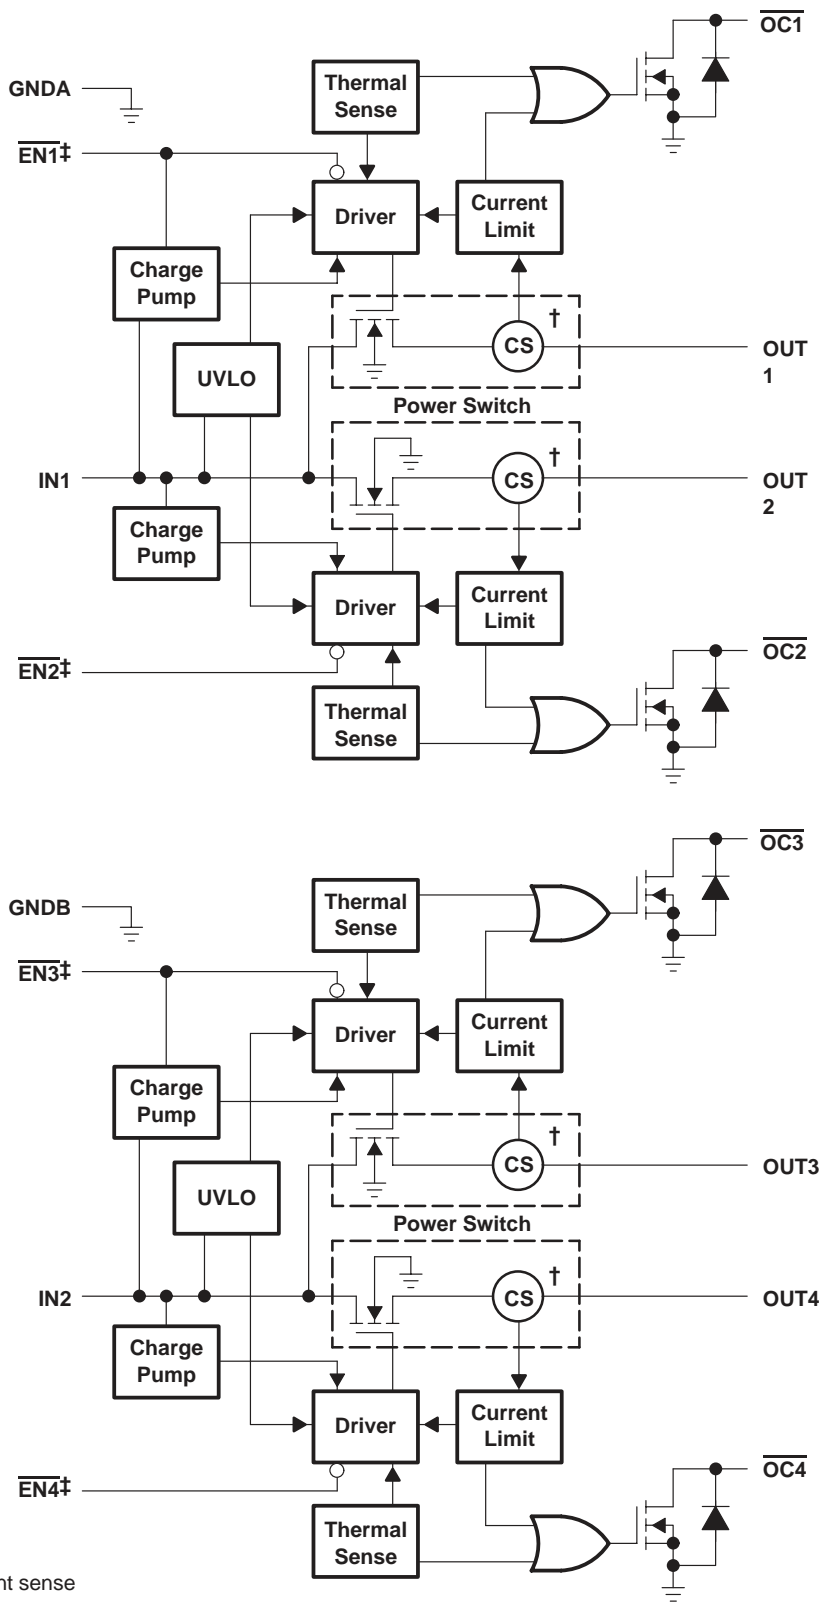 OC1
GNDA
Thermal
Sense
EN1‡
Driver
Current
Limit
Charge
Pump
†
CS
OUT
1
UVLO
Power Switch
†
IN1
CS
OUT
2
Charge
Pump
Driver
Current
Limit
EN2‡
OC2
Thermal
Sense
OC3
GNDB
Thermal
Sense
EN3‡
Driver
Current
Limit
Charge
Pump
†
CS
OUT3
UVLO
Power Switch
†
IN2
CS
OUT4
Charge
Pump
Driver
Current
Limit
EN4‡
OC4
Thermal
Sense
nt sense